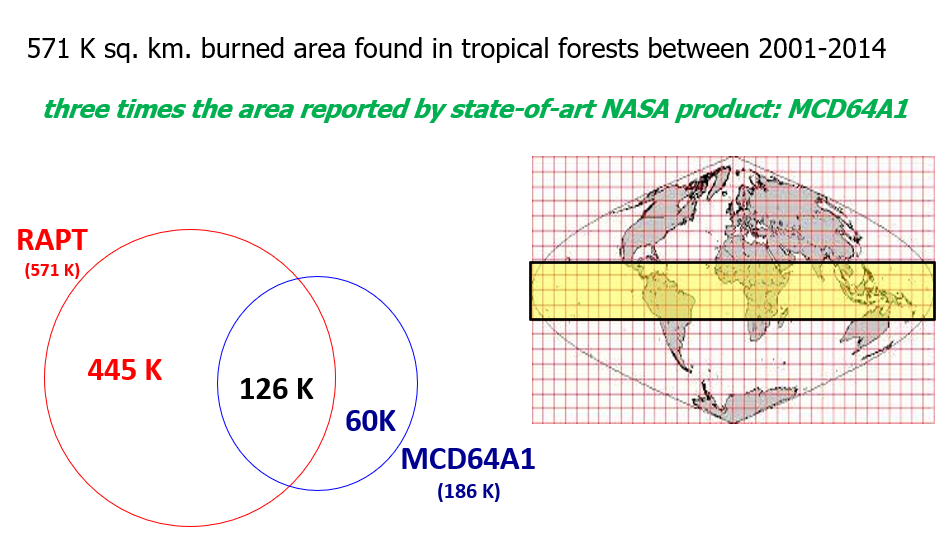 571 K sq. km. burned area found in tropical forests between 2001-2014
three times the area reported by state-of-art NASA product: MCD64A1
RAPT
(571 K)
445 K
126 K
60K
MCD64A1
(186 K)